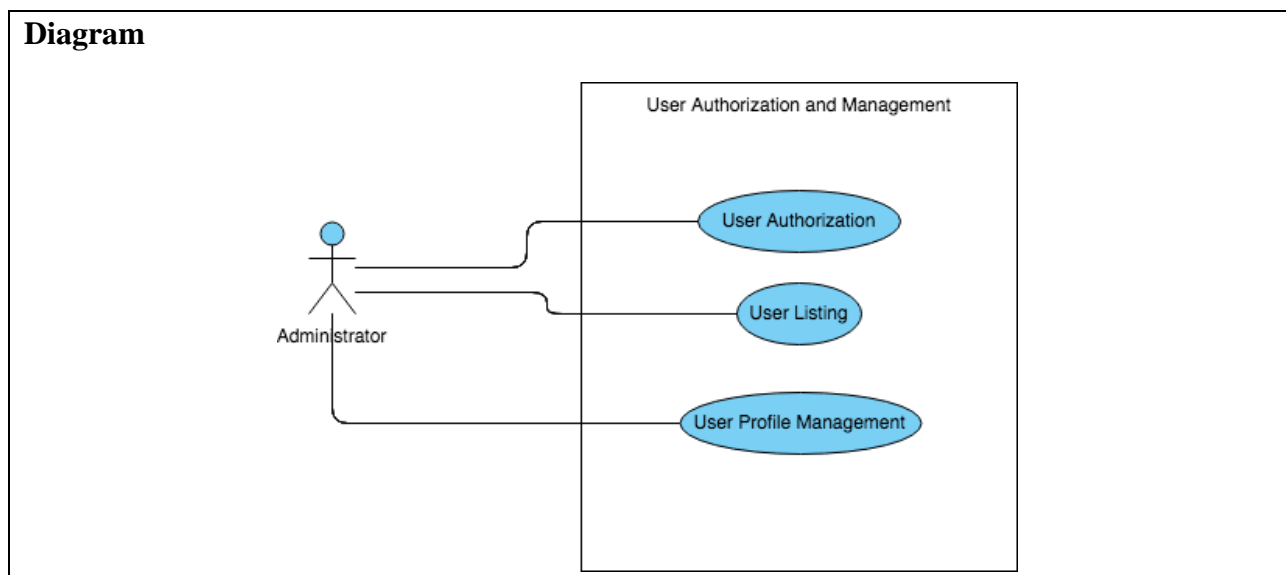 Diagram
User Authorization and Management
User Authorization
User Listing
Administrator
User Profile Management